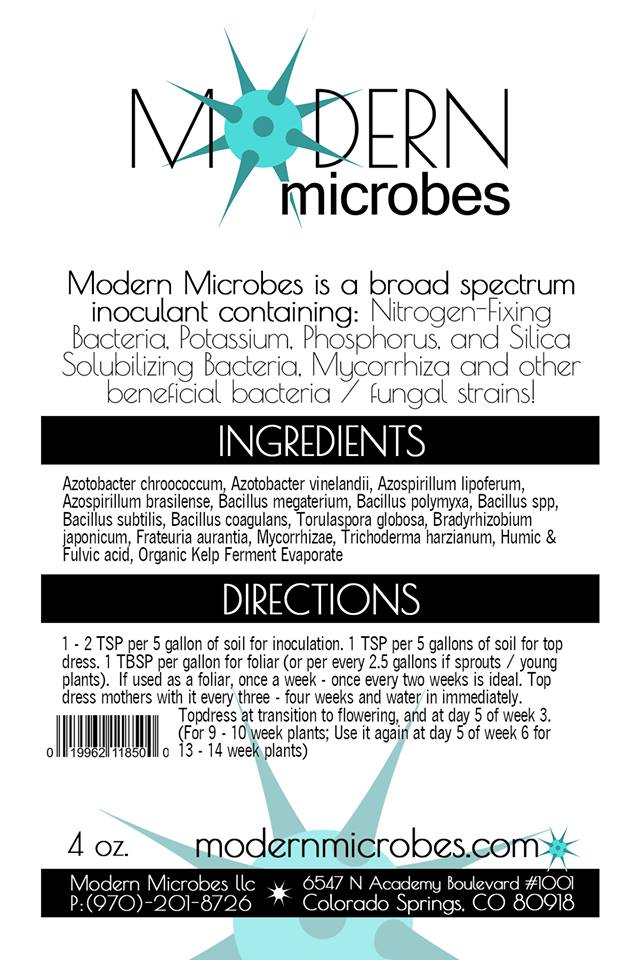 MODERN
microbes
Modern Microbes is a broad spectrum
inoculant containing: Nitrogen-Fixing
Bacteria, Potassium, Phosphorus, and Silica
Solubilizing Bacteria, Mycorrhiza and other
beneficial bacteria / fungal strains!
INGREDIENTS
Azotobacter chroococcum, Azotobacter vinelandii, Azospirillum lipoferum,
Azospirillum brasilense, Bacillus megaterium, Bacillus polymyxa, Bacillus spp,
Bacillus subtilis, Bacillus coagulans, Torulaspora globosa, Bradyrhizobium
japonicum, Frateuria aurantia, Mycorrhizae, Trichoderma harzianum, Humic &
Fulvic acid, Organic Kelp Ferment Evaporate
DIRECTIONS
1 - 2 TSP per 5 gallon of soil for inoculation. 1 TSP per 5 gallons of soil for top
dress. 1 TBSP per gallon for foliar (or per every 2.5 gallons if sprouts / young
plants). If used as a foliar, once a week - once every two weeks is ideal. Top
dress mothers with it every three - four weeks and water in immediately.
Topdress at transition to flowering, and at day 5 of week 3.
(For 9 - 10 week plants; Use it again at day 5 of week 6 for
13 - 14 week plants)
0 19962 11850 0
4 oz. modernmicrobes.com
Modern Microbes llc
P:(970)-201-8726
6547 N Academy Boulevard #1001
Colorado Springs, CO 80918